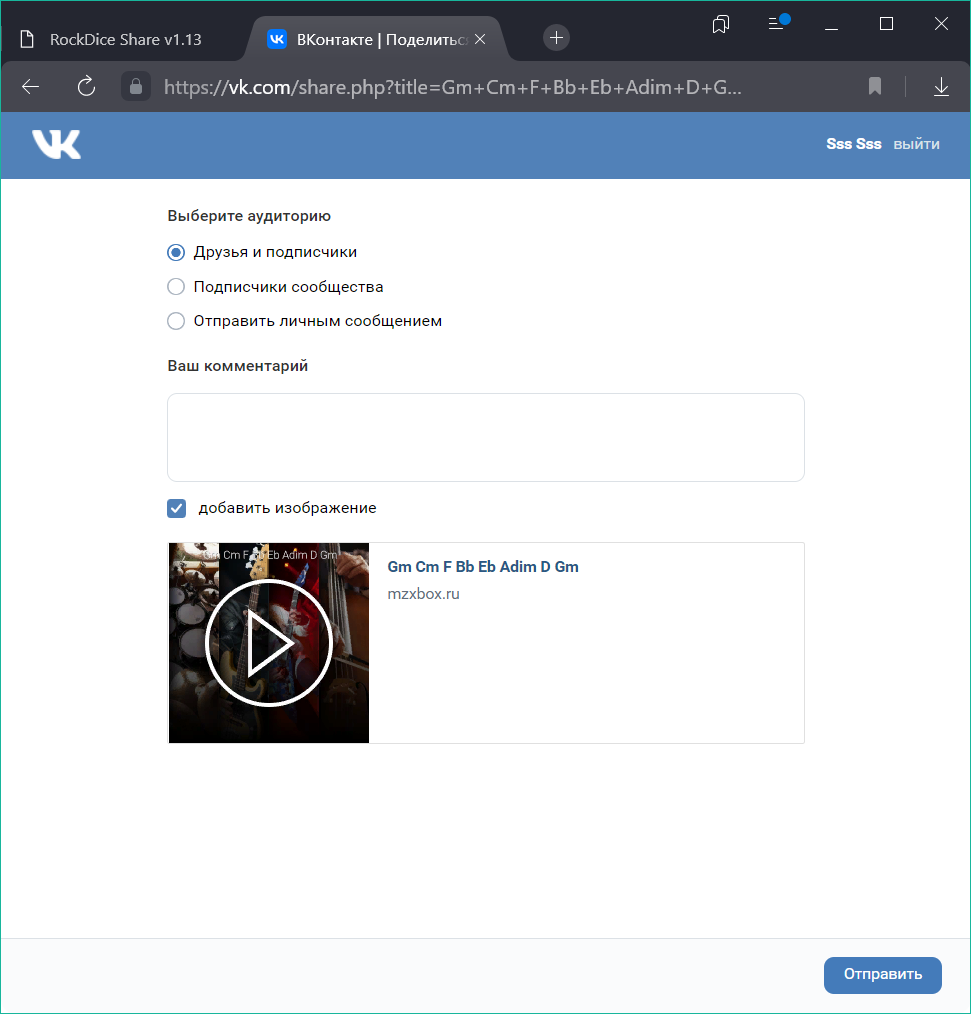 RockDice Share v1.13
ВКонтакте | Поделитьс
https://vk.com/share.php?title=Gm+Cm+F+Bb+Eb+Adim+D+G...
Sss Sss выйти
Выберите аудиторию
Друзья и подписчики
Подписчики сообщества
Отправить личным сообщением
Ваш комментарий
добавить изображение
Gm Cm F Bb Eb Adim D Gm
Gm Cm F Bb Eb Adim D Gm
mzxbox.ru
Отправить